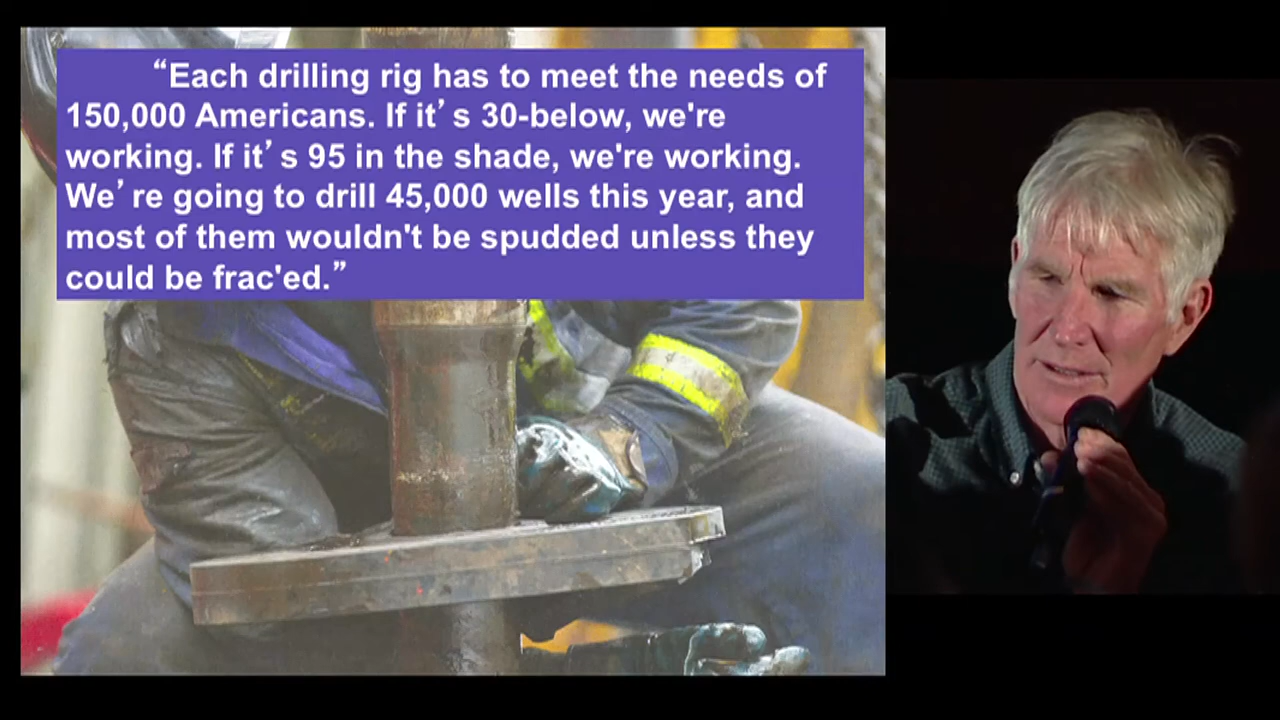 “Each drilling rig has to meet the needs of
150,000 Americans. If it’s 30-below, we're
working. If it’s 95 in the shade, we're working.
We’re going to drill 45,000 wells this year, and
most of them wouldn't be spudded unless they
could be frac'ed.”